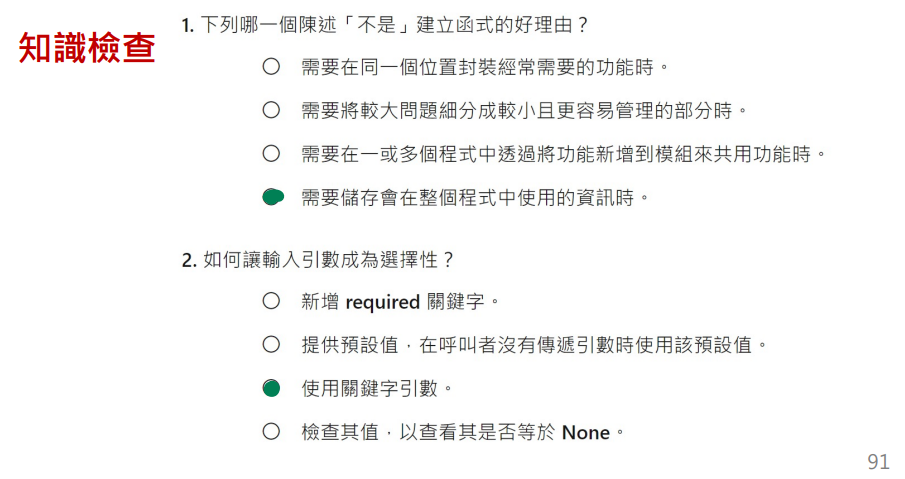 知識檢查
1. 下列哪一個陳述「不是」建立函式的好理由？
需要在同一個位置封裝經常需要的功能時。
需要將較大問題細分成較小且更容易管理的部分時。
需要在一或多個程式中透過將功能新增到模組來共用功能時。
需要儲存會在整個程式中使用的資訊時。
2. 如何讓輸入引數成為選擇性？
新增 required 關鍵字。
提供預設值，在呼叫者沒有傳遞引數時使用該預設值。
使用關鍵字引數。
檢查其值，以查看其是否等於 None。
91